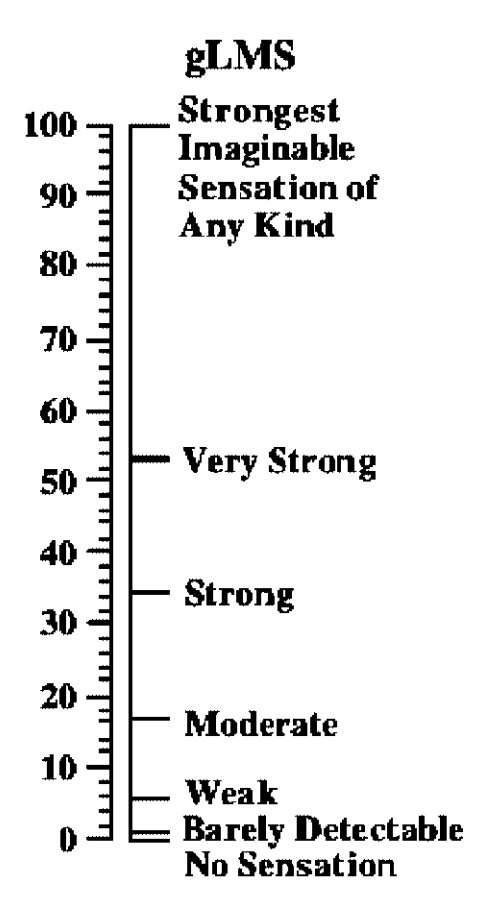 gLMS
100
Strongest
Imaginable
90
Sensation of
Any Kind
80
70
60
Very Strong
50
40
Strong
30
20
Moderate
10
Weak
0
Barely Detectable
No Sensation